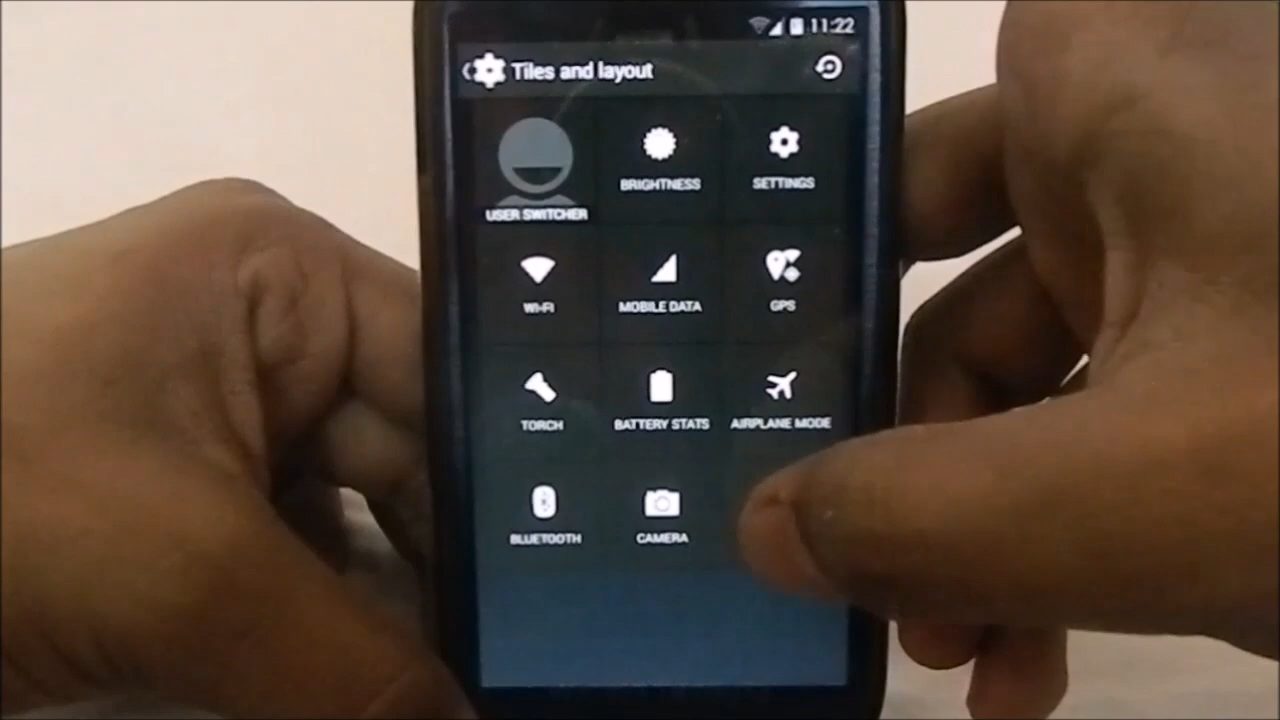 11:22
Tiles and layout
BRIGHTNESS
SETTINGS
USER SWITCHER
WI-FI
MOBILE DATA
GPS
TORCH
BATTERY STATS
AIRPLANE MODE
BLUETOOTH
CAMERA